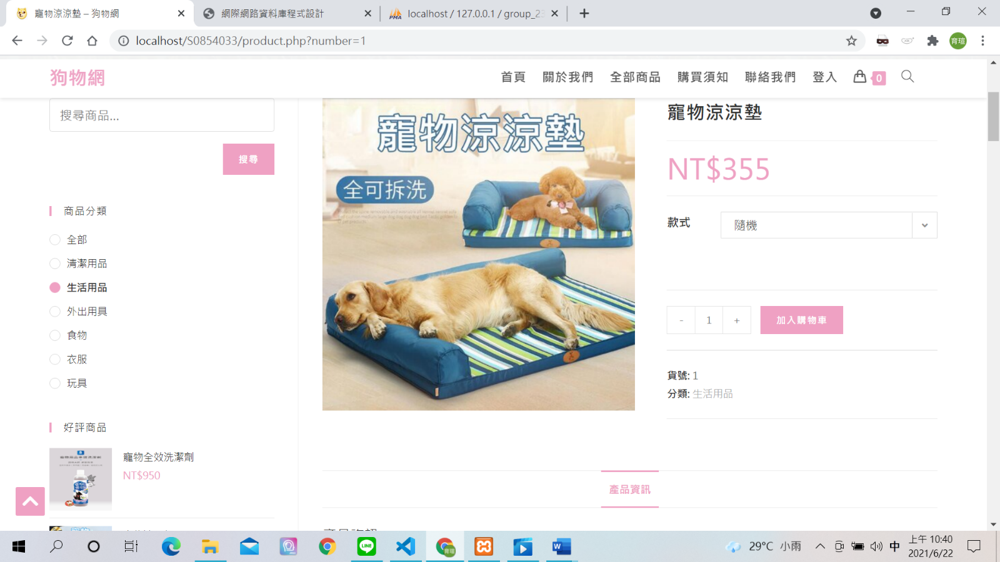 寵物涼涼墊 – 狗物網
網際網路資料庫程式設計
localhost / 127.0.0.1 / group_23
localhost/S0854033/product.php?number=1
育瑄
狗物網
首頁
關於我們
全部商品
購買須知
聯絡我們
登入
0
搜尋商品...
搜尋
商品分類
全部
清潔用品
生活用品
外出用具
食物
衣服
玩具
好評商品
寵物全效洗潔劑
NT$950
寵物涼涼墊
全可拆洗
寵物涼涼墊
NT$355
款式
隨機
- 1 +
加入購物車
貨號: 1
分類: 生活用品
產品資訊
29°C 小雨
中
上午 10:40
2021/6/22